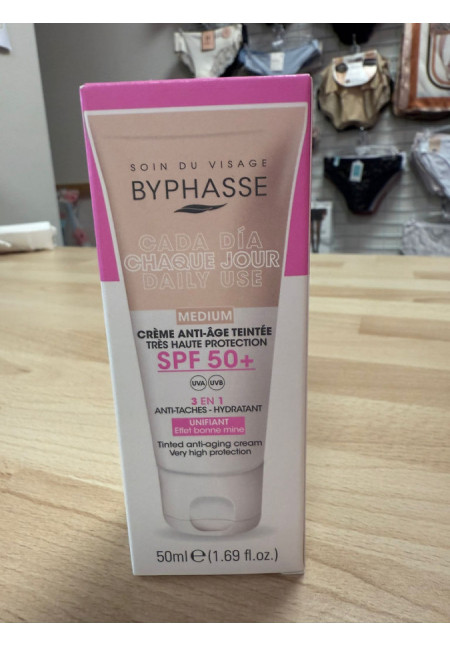 SOIN DU VISAGE
BYPHASSE
CADA DÍA
CHAQUE JOUR
DAILY USE
MEDIUM
CRÈME ANTI-ÂGE TEINTÉE
TRÈS HAUTE PROTECTION
SPF 50+
UVA UVB
3 EN 1
ANTI-TACHES - HYDRATANT
UNIFIANT
Effet bonne mine
Tinted anti-aging cream
Very high protection
50ml e (1.69 fl.oz.)